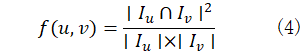 f(u, v) = | I_u ∩ I_v |² / | I_u |×| I_v | (4)